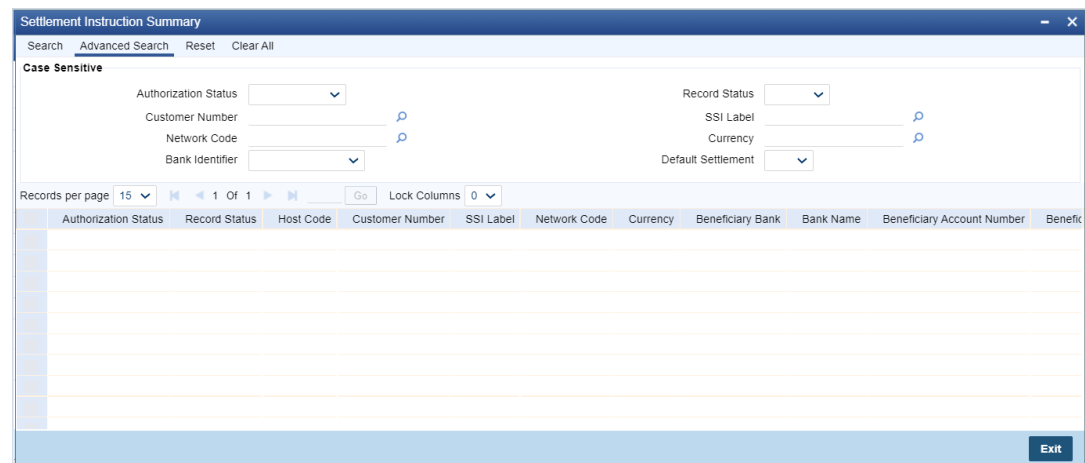 Settlement Instruction Summary
Search Advanced Search Reset Clear All
Case Sensitive
Authorization Status Record Status
Customer Number SSI Label
Network Code Currency
Bank Identifier Default Settlement
Records per page 15 1 Of 1 Go Lock Columns 0
Authorization Status Record Status Host Code Customer Number SSI Label Network Code Currency Beneficiary Bank Bank Name Beneficiary Account Number Benefic
Exit